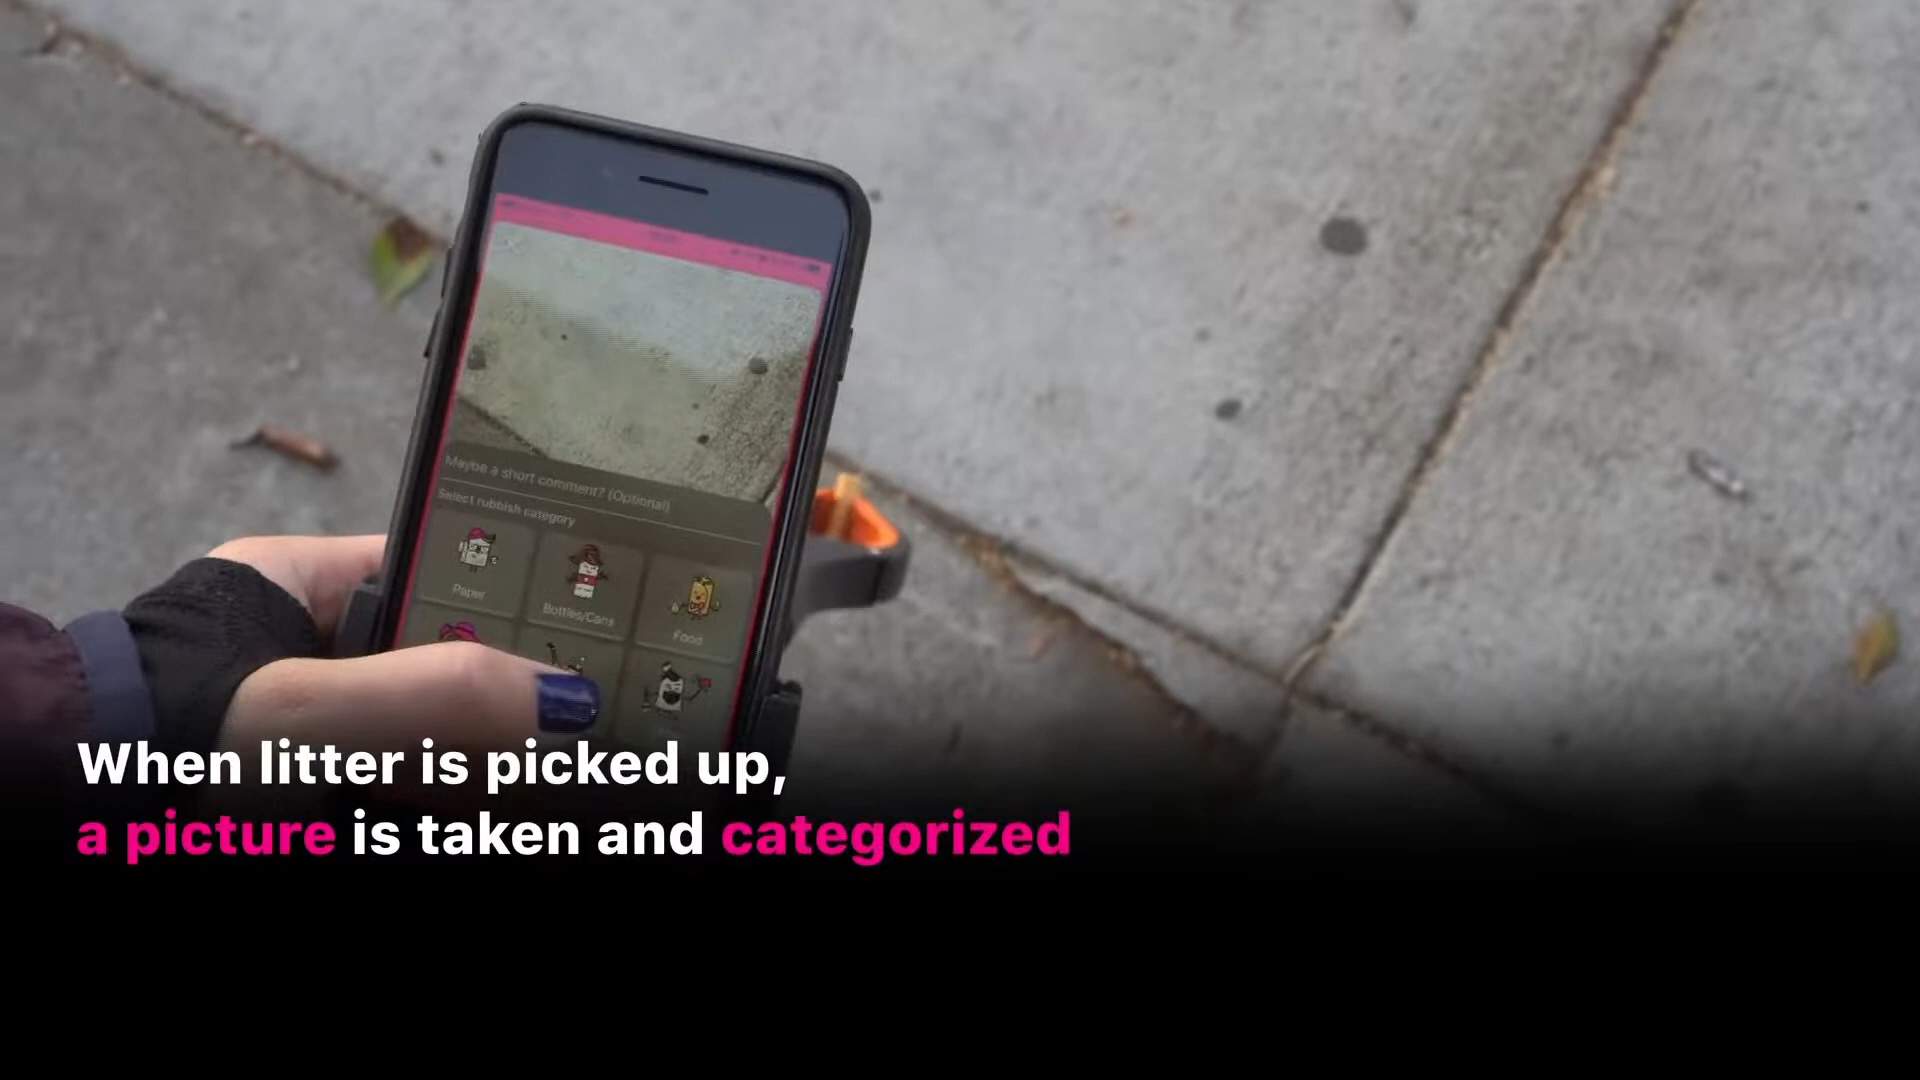 Maybe a short comment? (Optional)
Select rubbish category
Paper
Bottles/Cans
Food
When litter is picked up,
a picture is taken and categorized